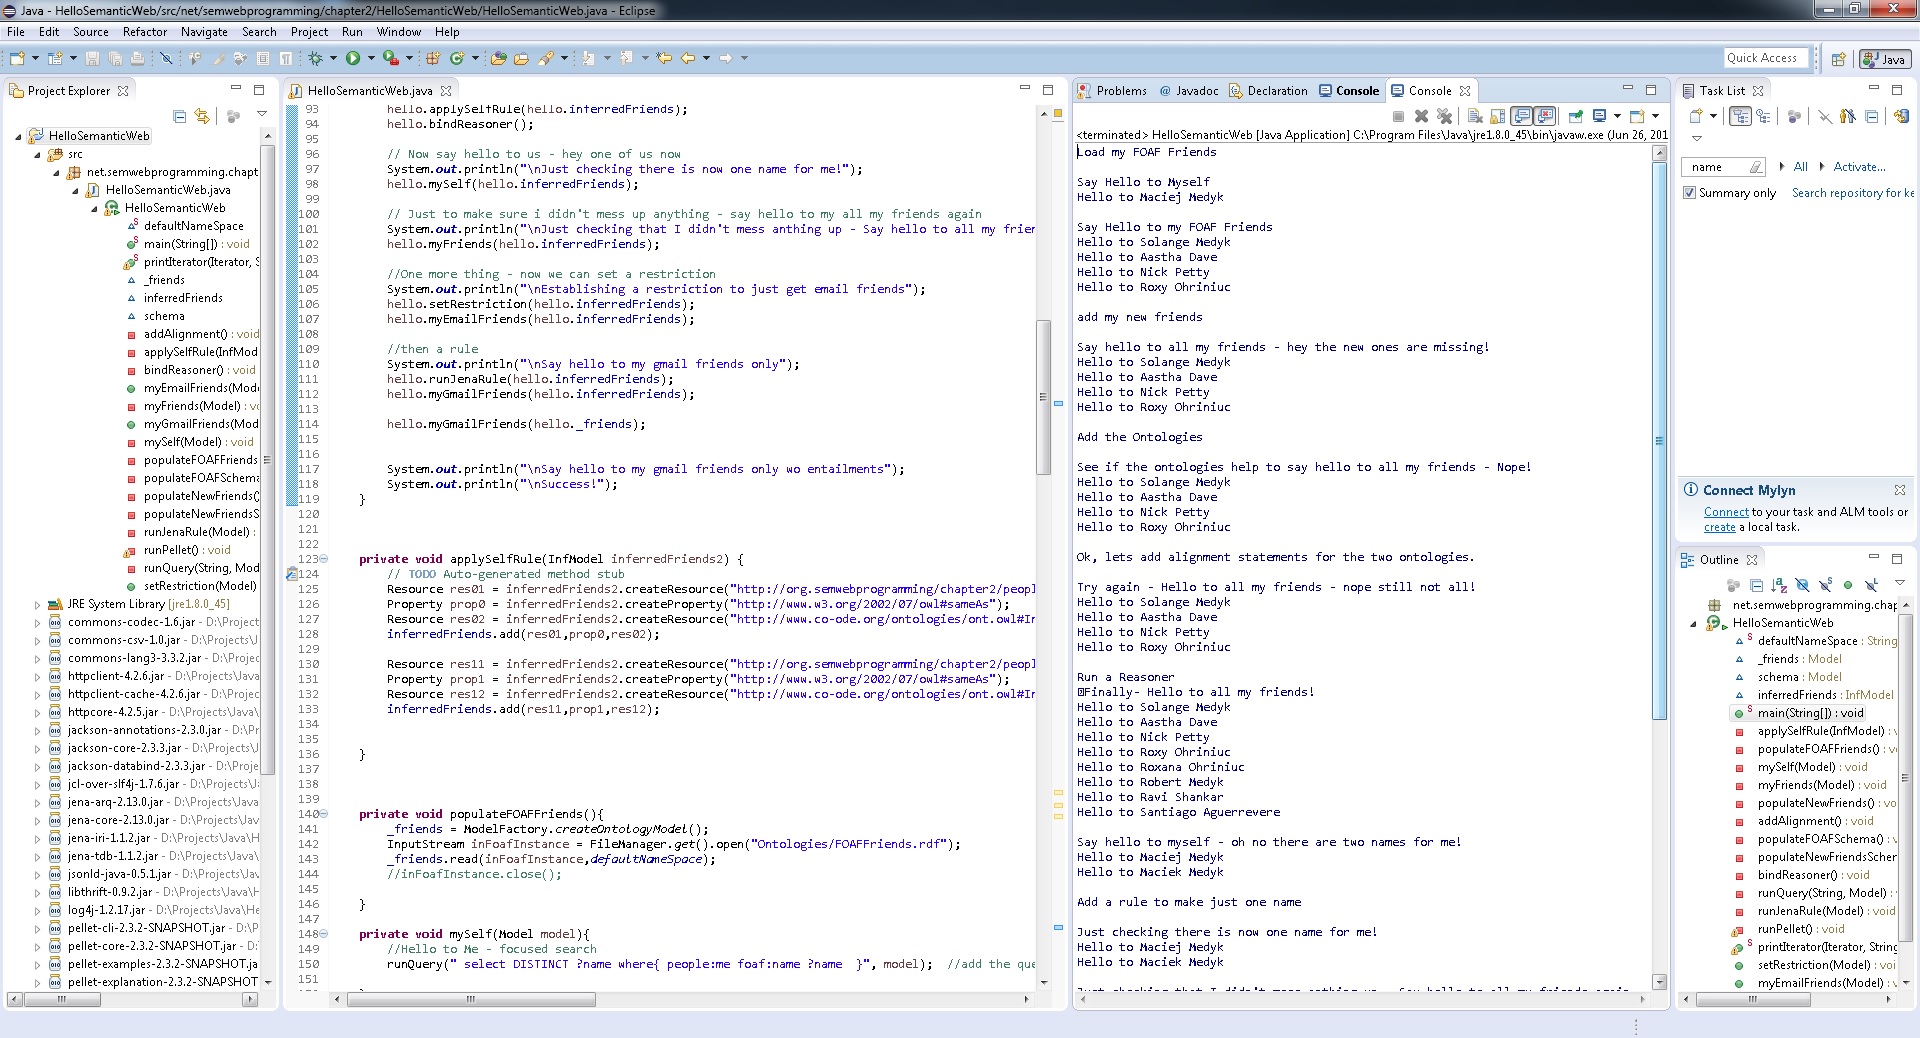 Java - HelloSemanticWeb/src/net/semwebprogramming/chapter2/HelloSemanticWeb/HelloSemanticWeb.java - Eclipse
File Edit Source Refactor Navigate Search Project Run Window Help
Quick Access
Java
Project Explorer
HelloSemanticWeb
src
net.semwebprogramming.chapt
HelloSemanticWeb.java
HelloSemanticWeb
defaultNameSpace
main(String[]) : void
printIterator(Iterator, S
_friends
inferredFriends
schema
addAlignment() : void
applySelfRule(InfMod
bindReasoner() : void
myEmailFriends(Mode
myFriends(Model) : vo
myGmailFriends(Mod
mySelf(Model) : void
populateFOAFFriends
populateFOAFSchema
populateNewFriends()
populateNewFriendsS
runJenaRule(Model) :
runPellet() : void
runQuery(String, Mod
setRestriction(Model)
JRE System Library [jre1.8.0_45]
commons-codec-1.6.jar - D:\Project
commons-csv-1.0.jar - D:\Projects\J
commons-lang3-3.3.2.jar - D:\Projec
httpclient-4.2.6.jar - D:\Projects\Jav
httpclient-cache-4.2.6.jar - D:\Projec
httpcore-4.2.5.jar - D:\Projects\Java\
jackson-annotations-2.3.0.jar - D:\Pr
jackson-core-2.3.3.jar - D:\Projects\J
jackson-databind-2.3.3.jar - D:\Proje
jcl-over-slf4j-1.7.6.jar - D:\Projects\J
jena-arq-2.13.0.jar - D:\Projects\Java
jena-core-2.13.0.jar - D:\Projects\Jav
jena-iri-1.1.2.jar - D:\Projects\Java\H
jena-tdb-1.1.2.jar - D:\Projects\Java\
jsonld-java-0.5.1.jar - D:\Projects\Jav
libthrift-0.9.2.jar - D:\Projects\Java\H
log4j-1.2.17.jar - D:\Projects\Java\He
pellet-cli-2.3.2-SNAPSHOT.jar - D:\P
pellet-core-2.3.2-SNAPSHOT.jar - D:\
pellet-examples-2.3.2-SNAPSHOT.ja
pellet-explanation-2.3.2-SNAPSHOT
HelloSemanticWeb.java
93 hello.applySelfRule(hello.inferredFriends);
94 hello.bindReasoner();
95
96 // Now say hello to us - hey one of us now
97 System.out.println("\nJust checking there is now one name for me!");
98 hello.mySelf(hello.inferredFriends);
99
100 // Just to make sure i didn't mess up anything - say hello to my all my friends again
101 System.out.println("\nJust checking that I didn't mess anthing up - Say hello to all my frien
102 hello.myFriends(hello.inferredFriends);
103
104 //One more thing - now we can set a restriction
105 System.out.println("\nEstablishing a restriction to just get email friends");
106 hello.setRestriction(hello.inferredFriends);
107 hello.myEmailFriends(hello.inferredFriends);
108
109 //then a rule
110 System.out.println("\nSay hello to my gmail friends only");
111 hello.runJenaRule(hello.inferredFriends);
112 hello.myGmailFriends(hello.inferredFriends);
113
114 hello.myGmailFriends(hello._friends);
115
116
117 System.out.println("\nSay hello to my gmail friends only wo entailments");
118 System.out.println("\nSuccess!");
119 }
120
121
122
123 private void applySelfRule(InfModel inferredFriends2) {
124 // TODO Auto-generated method stub
125 Resource res01 = inferredFriends2.createResource("http://org.semwebprogramming/chapter2/peopl
126 Property prop0 = inferredFriends2.createProperty("http://www.w3.org/2002/07/owl#sameAs");
127 Resource res02 = inferredFriends2.createResource("http://www.co-ode.org/ontologies/ont.owl#In
128 inferredFriends.add(res01,prop0,res02);
129
130 Resource res11 = inferredFriends2.createResource("http://org.semwebprogramming/chapter2/peopl
131 Property prop1 = inferredFriends2.createProperty("http://www.w3.org/2002/07/owl#sameAs");
132 Resource res12 = inferredFriends2.createResource("http://www.co-ode.org/ontologies/ont.owl#In
133 inferredFriends.add(res11,prop1,res12);
134
135
136 }
137
138
139
140 private void populateFOAFFriends(){
141 _friends = ModelFactory.createOntologyModel();
142 InputStream inFoafInstance = FileManager.get().open("Ontologies/FOAFFriends.rdf");
143 _friends.read(inFoafInstance,defaultNameSpace);
144 //inFoafInstance.close();
145
146 }
147
148 private void mySelf(Model model){
149 //Hello to Me - focused search
150 runQuery(" select DISTINCT ?name where{ people:me foaf:name ?name }", model); //add the que
151
Problems Javadoc Declaration Console Console
<terminated> HelloSemanticWeb [Java Application] C:\Program Files\Java\jre1.8.0_45\bin\javaw.exe (Jun 26, 201
Load my FOAF Friends
Say Hello to Myself
Hello to Maciej Medyk
Say Hello to my FOAF Friends
Hello to Solange Medyk
Hello to Aastha Dave
Hello to Nick Petty
Hello to Roxy Ohriniuc
add my new friends
Say hello to all my friends - hey the new ones are missing!
Hello to Solange Medyk
Hello to Aastha Dave
Hello to Nick Petty
Hello to Roxy Ohriniuc
Add the Ontologies
See if the ontologies help to say hello to all my friends - Nope!
Hello to Solange Medyk
Hello to Aastha Dave
Hello to Nick Petty
Hello to Roxy Ohriniuc
Ok, lets add alignment statements for the two ontologies.
Try again - Hello to all my friends - nope still not all!
Hello to Solange Medyk
Hello to Aastha Dave
Hello to Nick Petty
Hello to Roxy Ohriniuc
Run a Reasoner
Finally- Hello to all my friends!
Hello to Solange Medyk
Hello to Aastha Dave
Hello to Nick Petty
Hello to Roxy Ohriniuc
Hello to Roxana Ohriniuc
Hello to Robert Medyk
Hello to Ravi Shankar
Hello to Santiago Aguerrevere
Say hello to myself - oh no there are two names for me!
Hello to Maciej Medyk
Hello to Maciek Medyk
Add a rule to make just one name
Just checking there is now one name for me!
Hello to Maciej Medyk
Hello to Maciek Medyk
Task List
name All Activate...
Summary only Search repository for ke
Connect Mylyn
Connect to your task and ALM tools or
create a local task.
Outline
net.semwebprogramming.chap
HelloSemanticWeb
defaultNameSpace : String
_friends : Model
schema : Model
inferredFriends : InfModel
main(String[]) : void
applySelfRule(InfModel) : v
populateFOAFFriends() : vo
mySelf(Model) : void
myFriends(Model) : void
populateNewFriends() : vo
addAlignment() : void
populateFOAFSchema() : v
populateNewFriendsScher
bindReasoner() : void
runQuery(String, Model) :
runJenaRule(Model) : void
runPellet() : void
printIterator(Iterator, String
setRestriction(Model) : voi
myEmailFriends(Model) :